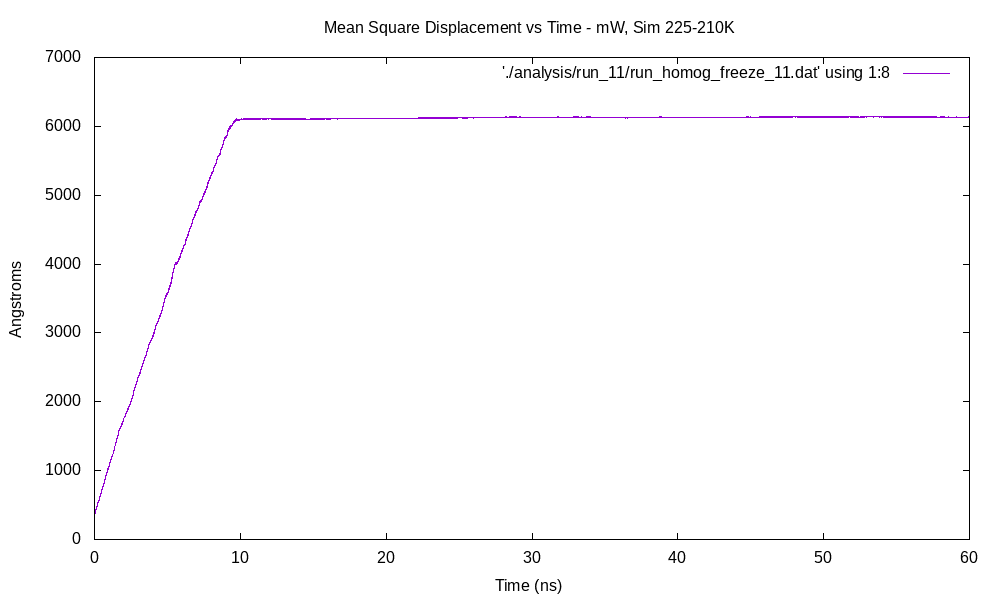 Mean Square Displacement vs Time - mW, Sim 225-210K
7000
'./analysis/run_11/run_homog_freeze_11.dat' using 1:8
6000
5000
4000
3000
2000
1000
0
Angstroms
0 10 20 30 40 50 60
Time (ns)